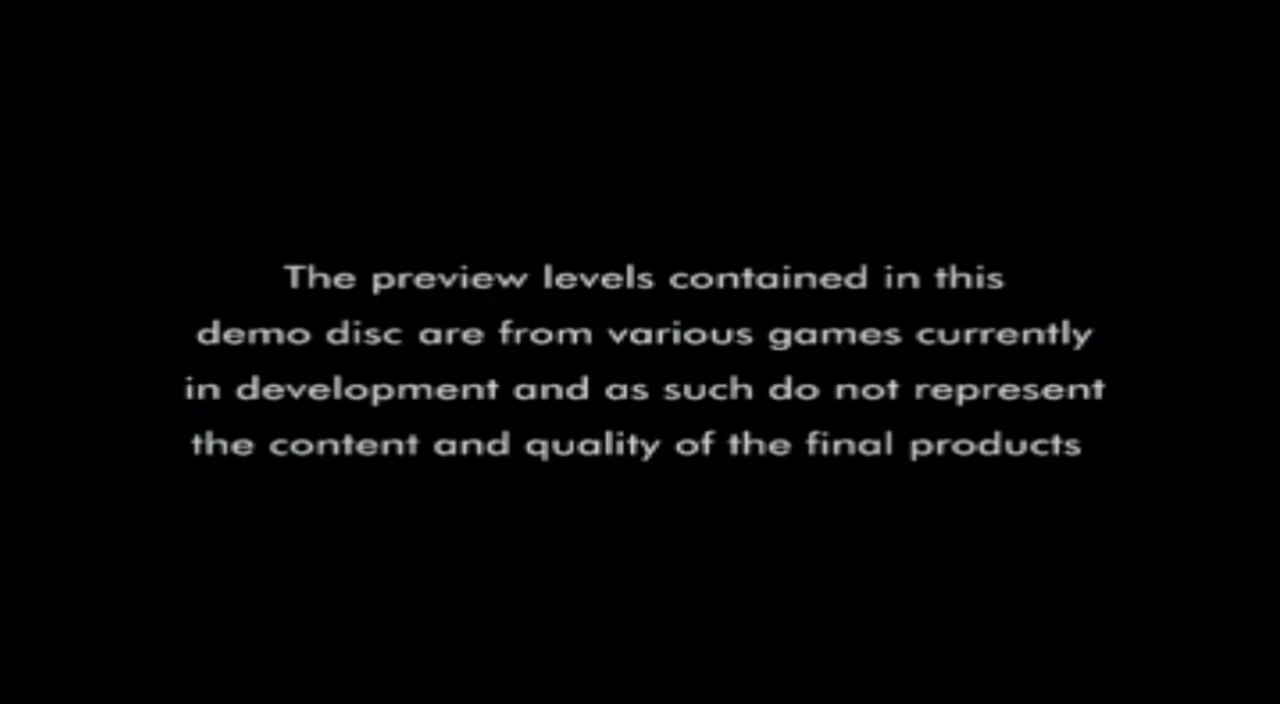 The preview levels contained in this
demo disc are from various games currently
in development and as such do not represent
the content and quality of the final products